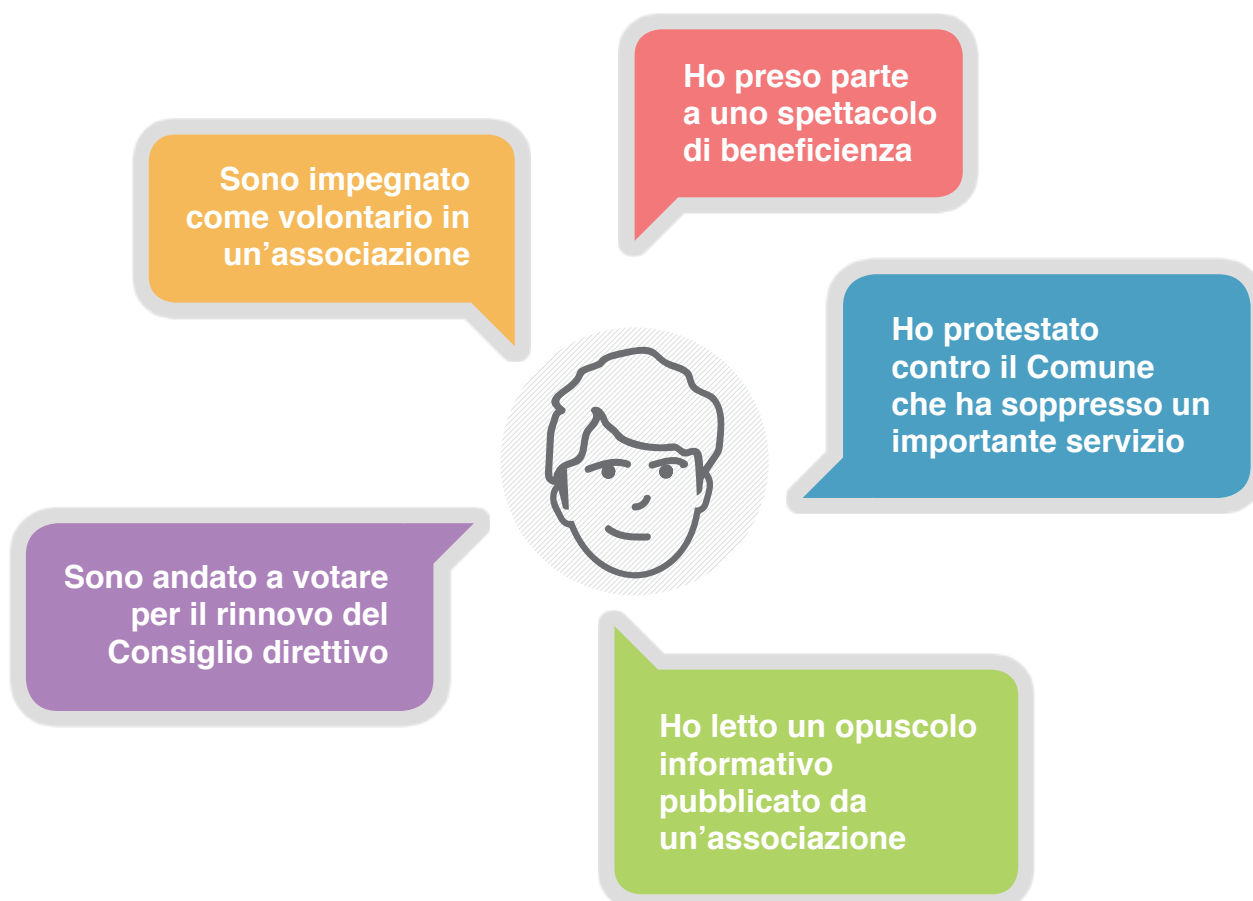 Ho preso parte
a uno spettacolo
di beneficienza
Sono impegnato
come volontario in
un’associazione
Ho protestato
contro il Comune
che ha soppresso un
importante servizio
Sono andato a votare
per il rinnovo del
Consiglio direttivo
Ho letto un opuscolo
informativo
pubblicato da
un’associazione